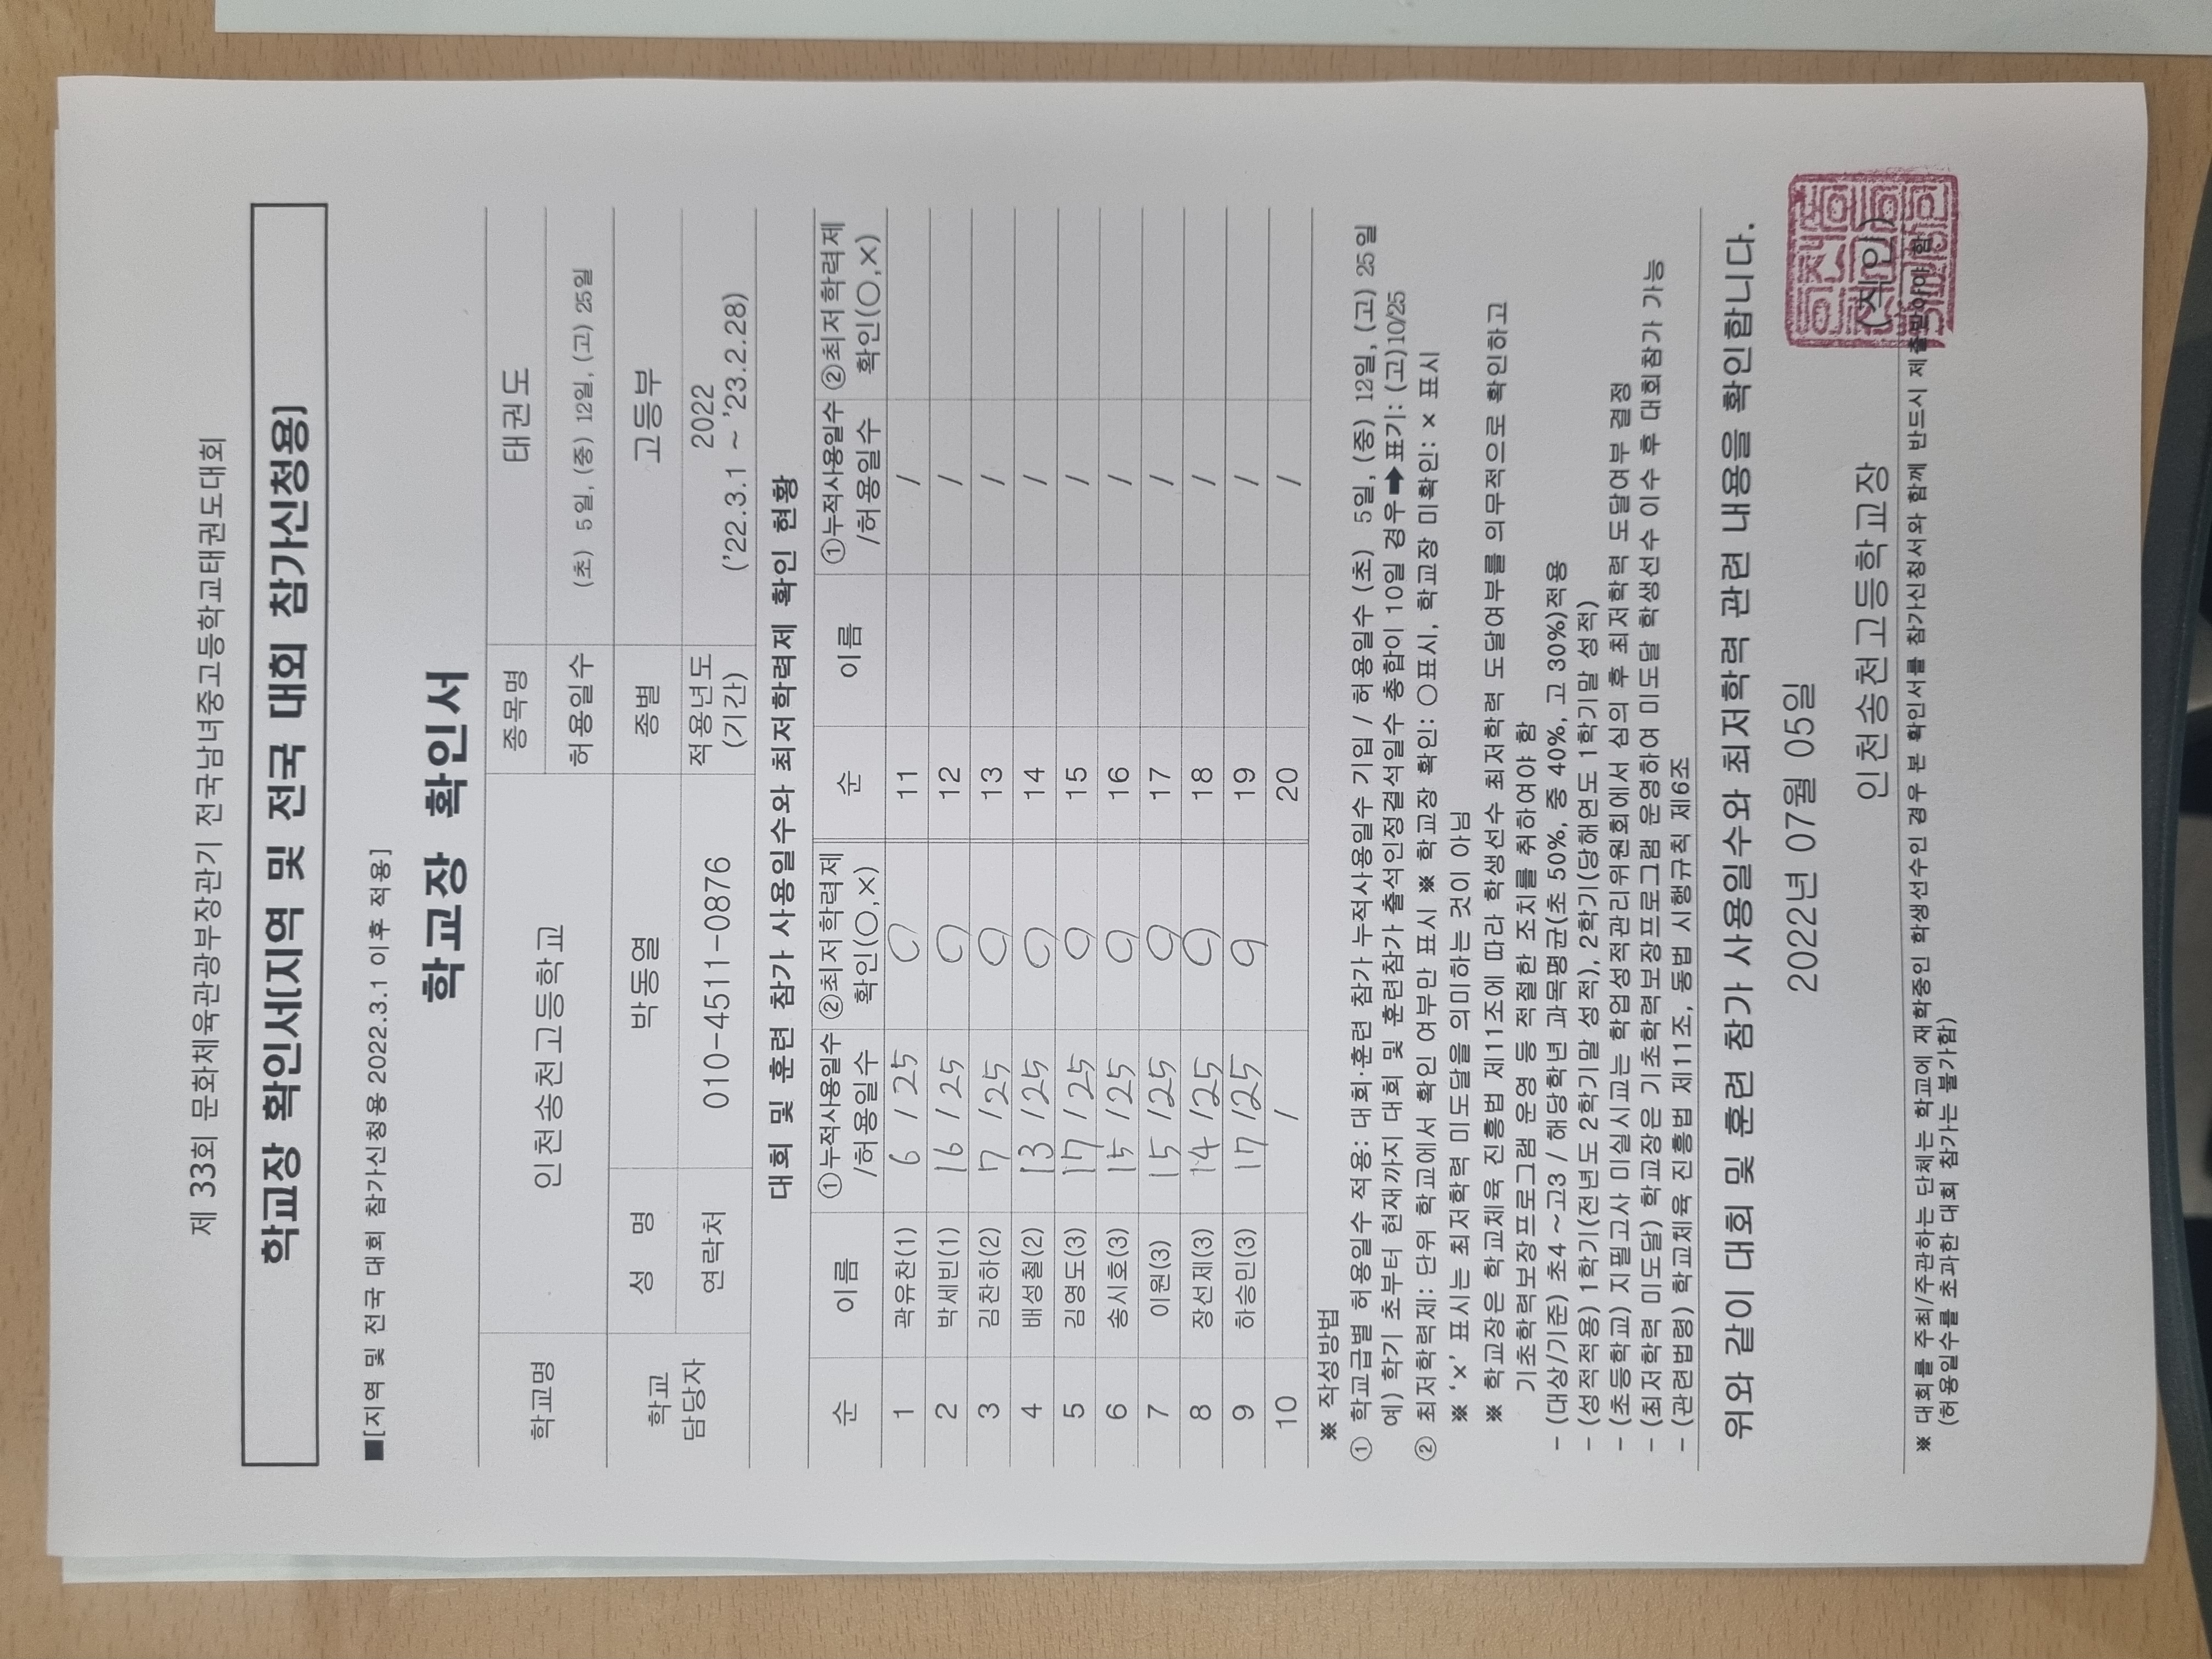 제 33회 문화체육관광부장관기 전국남녀중고등학교태권도대회
학교장 확인서[지역 및 전국 대회 참가신청용]
■[지역 및 전국 대회 참가신청용 2022.3.1 이후 적용]
학교장 확인서
학교명 인천송천고등학교 종목명 태권도
허용일수 (초) 5일, (중) 12일, (고) 25일
학교 담당자 성 명 박동열 종별 고등부
연락처 010-4511-0876 적용년도 (기간) 2022 ('22.3.1 ~ '23.2.28)
대회 및 훈련 참가 사용일수와 최저학력제 확인 현황
순 이름 ①누적사용일수 /허용일수 ②최저학력제 확인(○,×) 순 이름 ①누적사용일수 /허용일수 ②최저학력제 확인(○,×)
1 곽유찬(1) 6 / 25 ○ 11 /
2 박세빈(1) 16 / 25 ○ 12 /
3 김찬하(2) 7 / 25 ○ 13 /
4 배성철(2) 13 / 25 ○ 14 /
5 김영도(3) 17 / 25 ○ 15 /
6 송시호(3) 15 / 25 ○ 16 /
7 이원(3) 15 / 25 ○ 17 /
8 장선제(3) 14 / 25 ○ 18 /
9 하승민(3) 17 / 25 ○ 19 /
10 / 20 /
※ 작성방법
① 학교급별 허용일수 적용: 대회·훈련 참가 누적사용일수 기입 / 허용일수 (초) 5일, (중) 12일, (고) 25일
예) 학기 초부터 현재까지 대회 및 훈련참가 출석인정결석일수 총합이 10일 경우 ➡ 표기: (고)10/25
② 최저학력제: 단위 학교에서 확인 여부만 표시 ※ 학교장 확인: ○표시, 학교장 미확인: × 표시
※ '×' 표시는 최저학력 미도달을 의미하는 것이 아님
※ 학교장은 학교체육 진흥법 제11조에 따라 학생선수 최저학력 도달여부를 의무적으로 확인하고
기초학력보장프로그램 운영 등 적절한 조치를 취하여야 함
- (대상/기준) 초4 ~ 고3 / 해당학년 과목평균(초 50%, 중 40%, 고 30%)적용
- (성적적용) 1학기(전년도 2학기말 성적), 2학기(당해연도 1학기말 성적)
- (초등학교) 지필고사 미실시교는 학업성적관리위원회에서 심의 후 최저학력 도달여부 결정
- (최저학력 미도달) 학교장은 기초학력보장프로그램 운영하여 미도달 학생선수 이수 후 대회참가 가능
- (관련법령) 학교체육 진흥법 제11조, 동법 시행규칙 제6조
위와 같이 대회 및 훈련 참가 사용일수와 최저학력 관련 내용을 확인합니다.
2022년 07월 05일
인천송천고등학교장 (직인)
※ 대회를 주최/주관하는 단체는 학교에 재학중인 학생선수인 경우 본 확인서를 참가신청서와 함께 반드시 제출받아야 함
(허용일수를 초과한 대회 참가는 불가함)